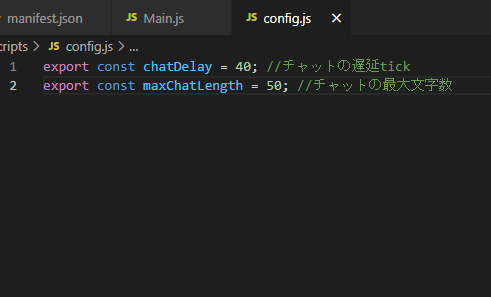 manifest.json
JS Main.js
JS config.js ×
cripts > JS config.js > ...
1 export const chatDelay = 40; //チャットの遅延tick
2 export const maxChatLength = 50; //チャットの最大文字数